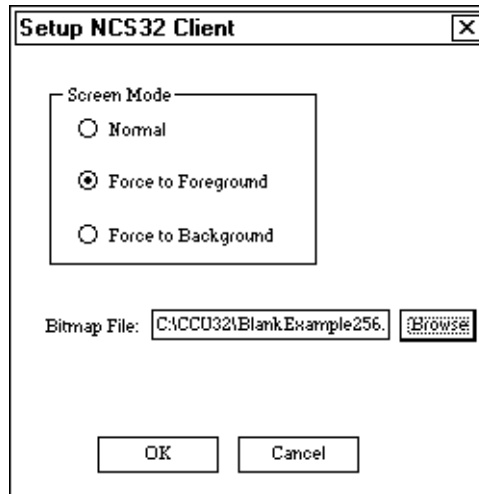 Setup NCS32 Client
Screen Mode
Normal
Force to Foreground
Force to Background
Bitmap File: C:\CCU32\BlankExample256. Browse
OK Cancel